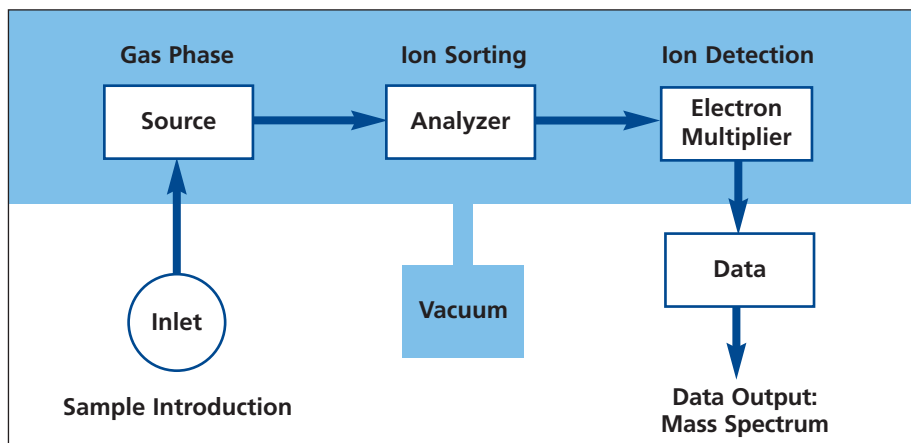 Gas Phase
Ion Sorting
Ion Detection
Source
Analyzer
Electron
Multiplier
Data
Vacuum
Inlet
Sample Introduction
Data Output:
Mass Spectrum